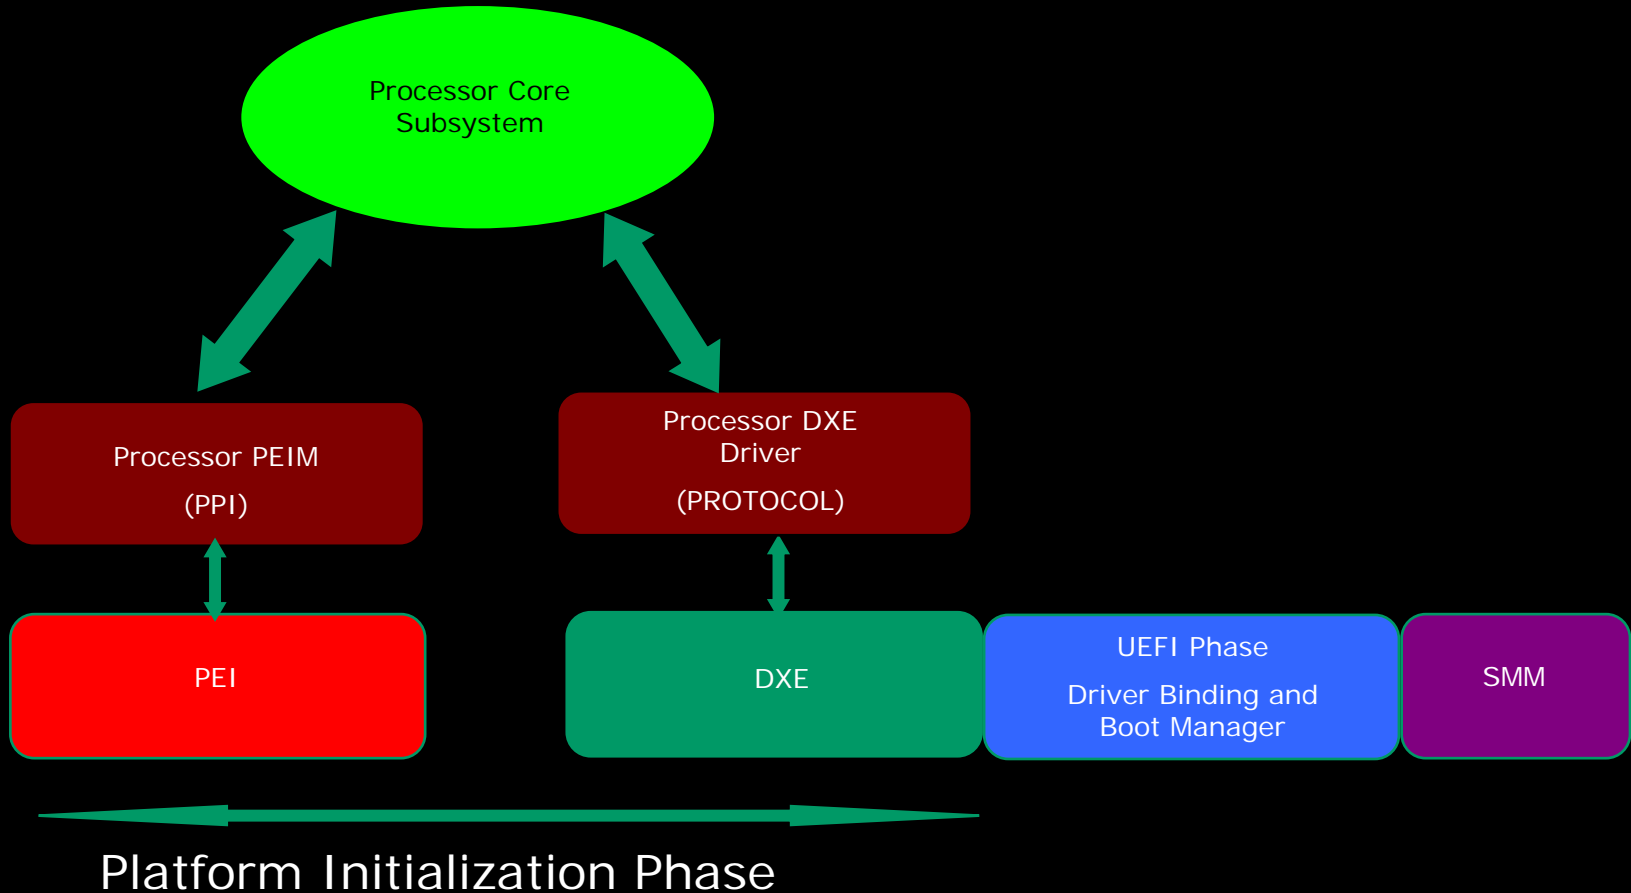 Processor Core
Subsystem
Processor PEIM
(PPI)
Processor DXE
Driver
(PROTOCOL)
PEI
DXE
UEFI Phase
Driver Binding and
Boot Manager
SMM
Platform Initialization Phase